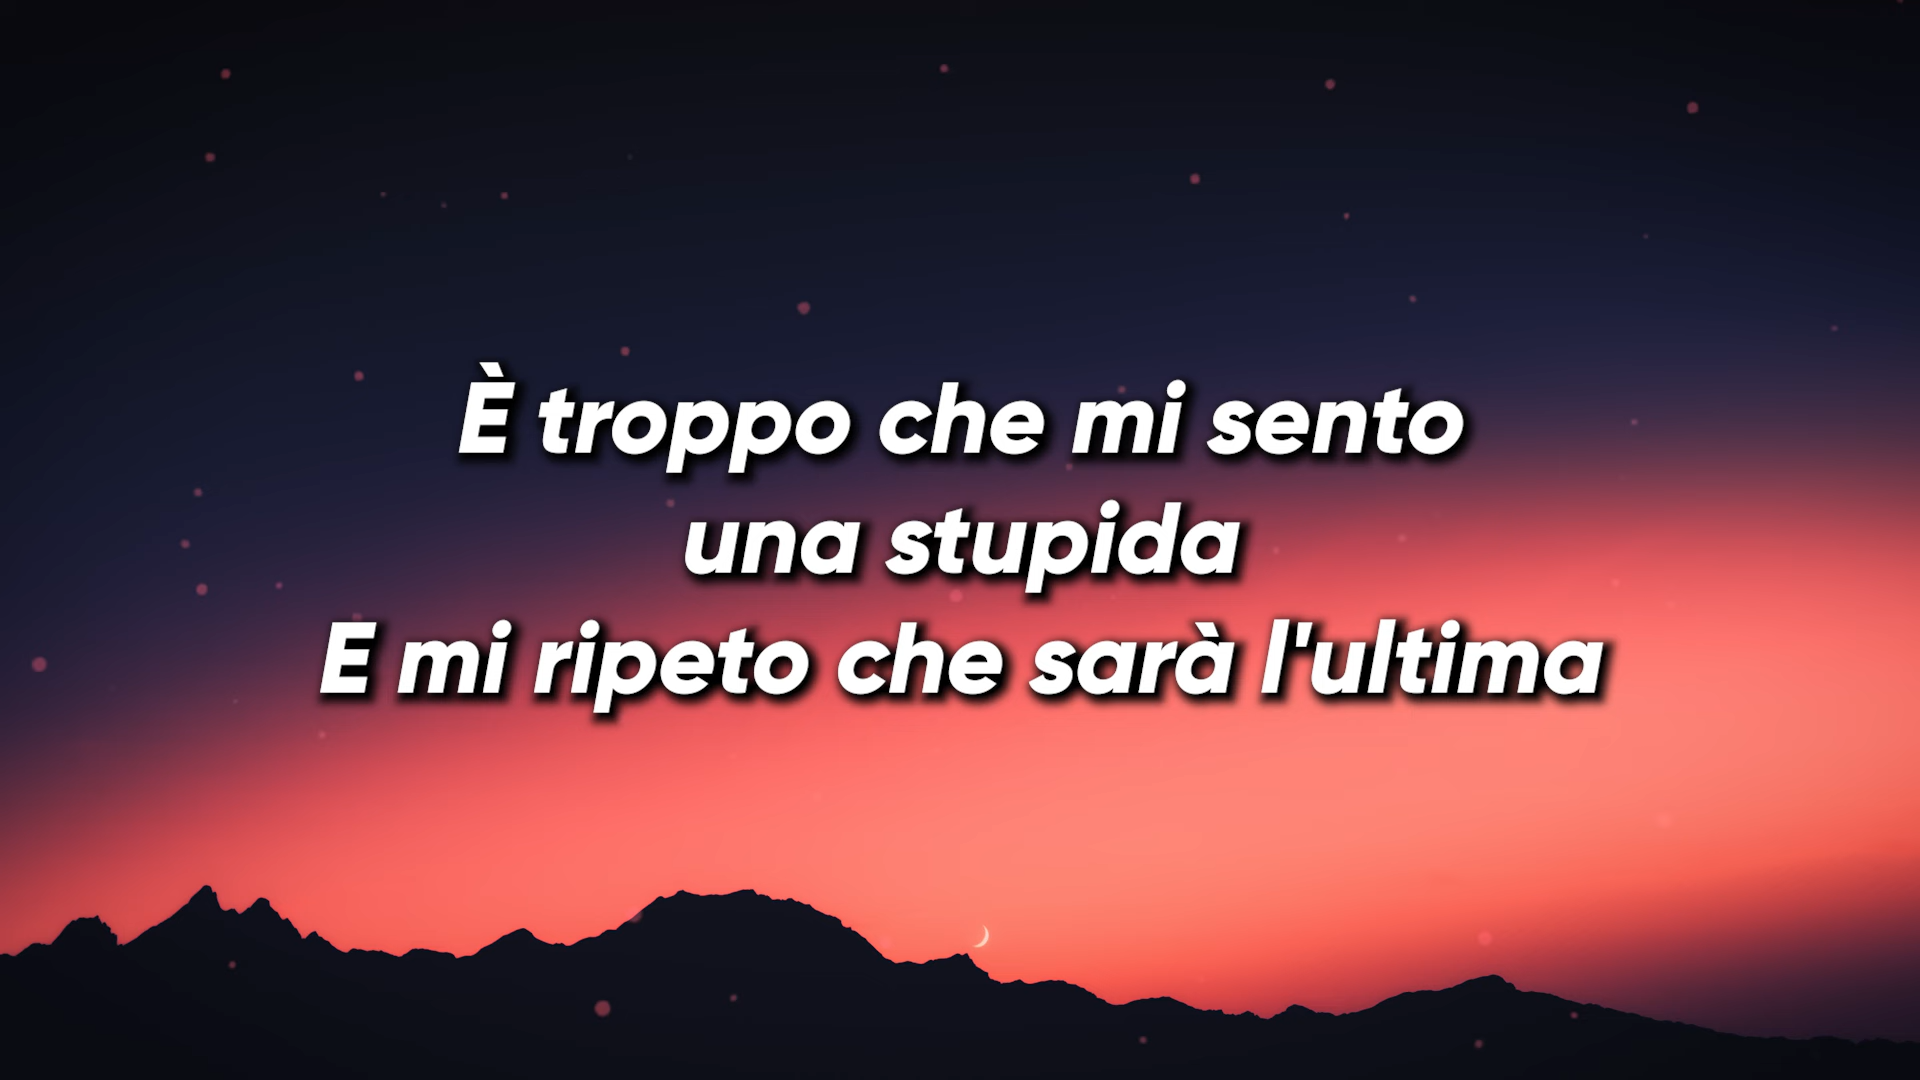 È troppo che mi sento
una stupida
E mi ripeto che sarà l'ultima